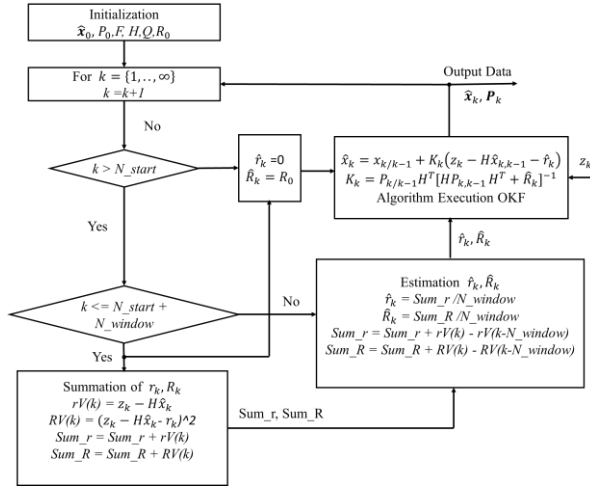 Initialization
x̂₀, P₀,F, H,Q,R₀
For k = {1,..,∞}
k =k+1
Output Data
x̂ₖ, Pₖ
No
k > N_start
r̂ₖ =0
R̂ₖ = R₀
x̂ₖ = xₖ/ₖ₋₁ + Kₖ(zₖ − Hx̂ₖ,ₖ₋₁ − r̂ₖ)
Kₖ = Pₖ/ₖ₋₁Hᵀ[HPₖ,ₖ₋₁ Hᵀ + R̂ₖ]⁻¹
Algorithm Execution OKF
zₖ
Yes
r̂ₖ, R̂ₖ
k <= N_start +
N_window
No
Estimation r̂ₖ, R̂ₖ
r̂ₖ = Sum_r /N_window
R̂ₖ = Sum_R /N_window
Sum_r = Sum_r + rV(k) - rV(k-N_window)
Sum_R = Sum_R + RV(k) - RV(k-N_window)
Yes
Summation of rₖ, Rₖ
rV(k) = zₖ − Hx̂ₖ
RV(k) = (zₖ − Hx̂ₖ- rₖ)^2
Sum_r = Sum_r + rV(k)
Sum_R = Sum_R + RV(k)
Sum_r, Sum_R